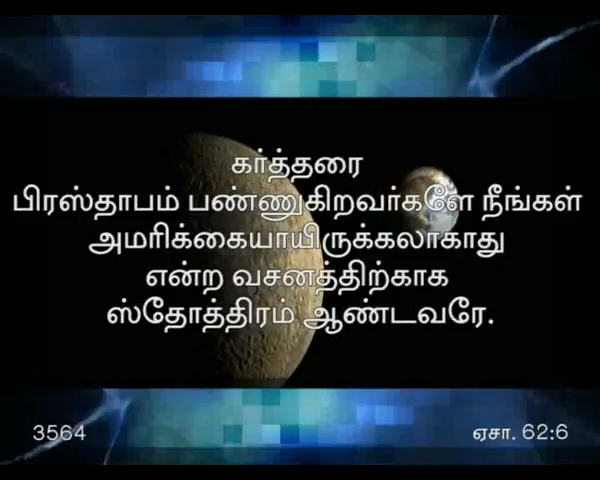 கர்த்தரை
பிரஸ்தாபம் பண்ணுகிறவர்களே நீங்கள்
அமரிக்கையாயிருக்கலாகாது
என்ற வசனத்திற்காக
ஸ்தோத்திரம் ஆண்டவரே.
3564
ஏசா. 62:6